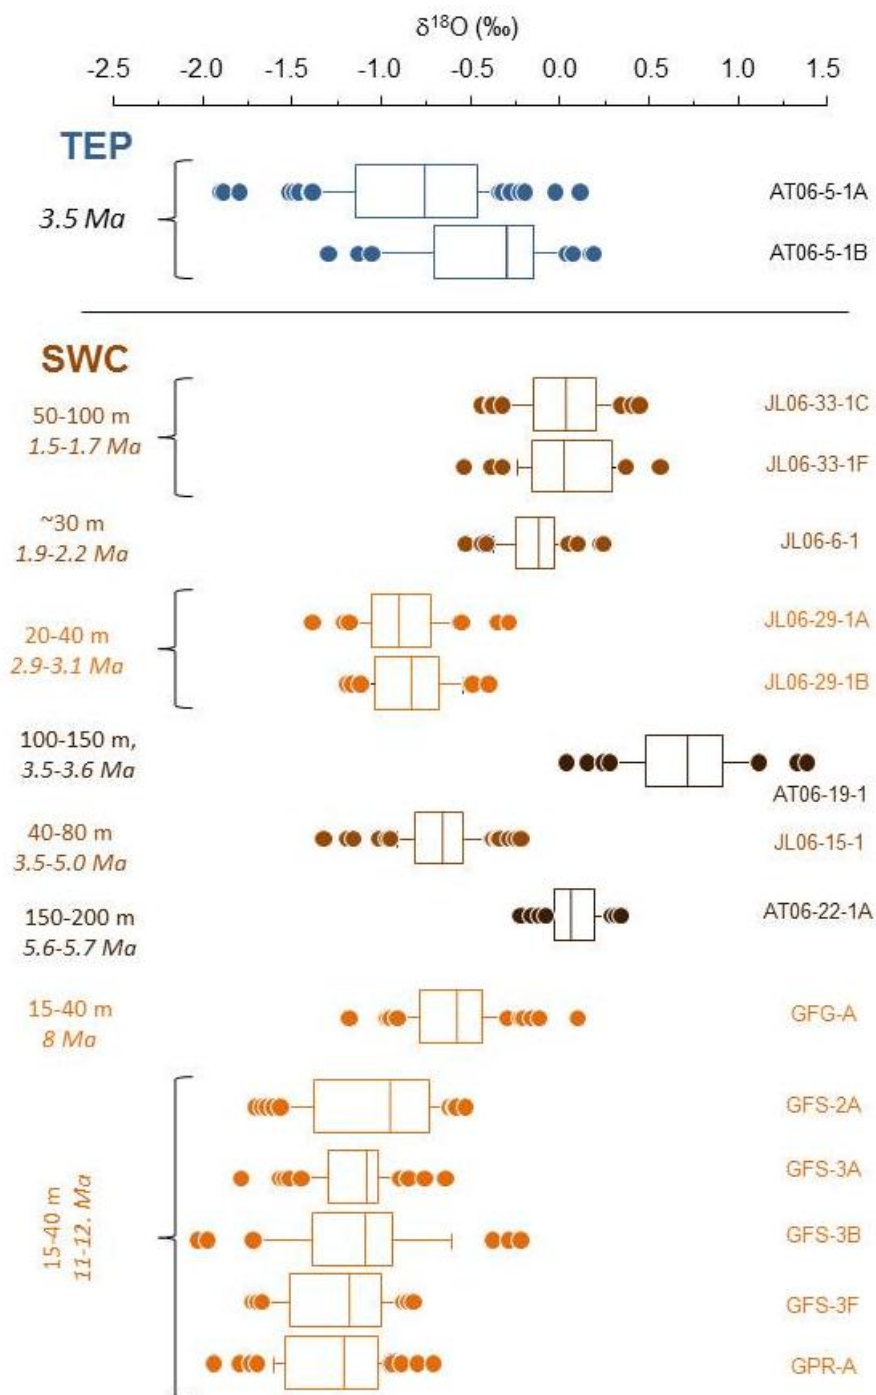 δ¹⁸O (‰)
-2.5 -2.0 -1.5 -1.0 -0.5 0.0 0.5 1.0 1.5
TEP
3.5 Ma
AT06-5-1A
AT06-5-1B
SWC
50-100 m
1.5-1.7 Ma
JL06-33-1C
JL06-33-1F
~30 m
1.9-2.2 Ma
JL06-6-1
20-40 m
2.9-3.1 Ma
JL06-29-1A
JL06-29-1B
100-150 m,
3.5-3.6 Ma
AT06-19-1
40-80 m
3.5-5.0 Ma
JL06-15-1
150-200 m
5.6-5.7 Ma
AT06-22-1A
15-40 m
8 Ma
GFG-A
15-40 m
11-12. Ma
GFS-2A
GFS-3A
GFS-3B
GFS-3F
GPR-A